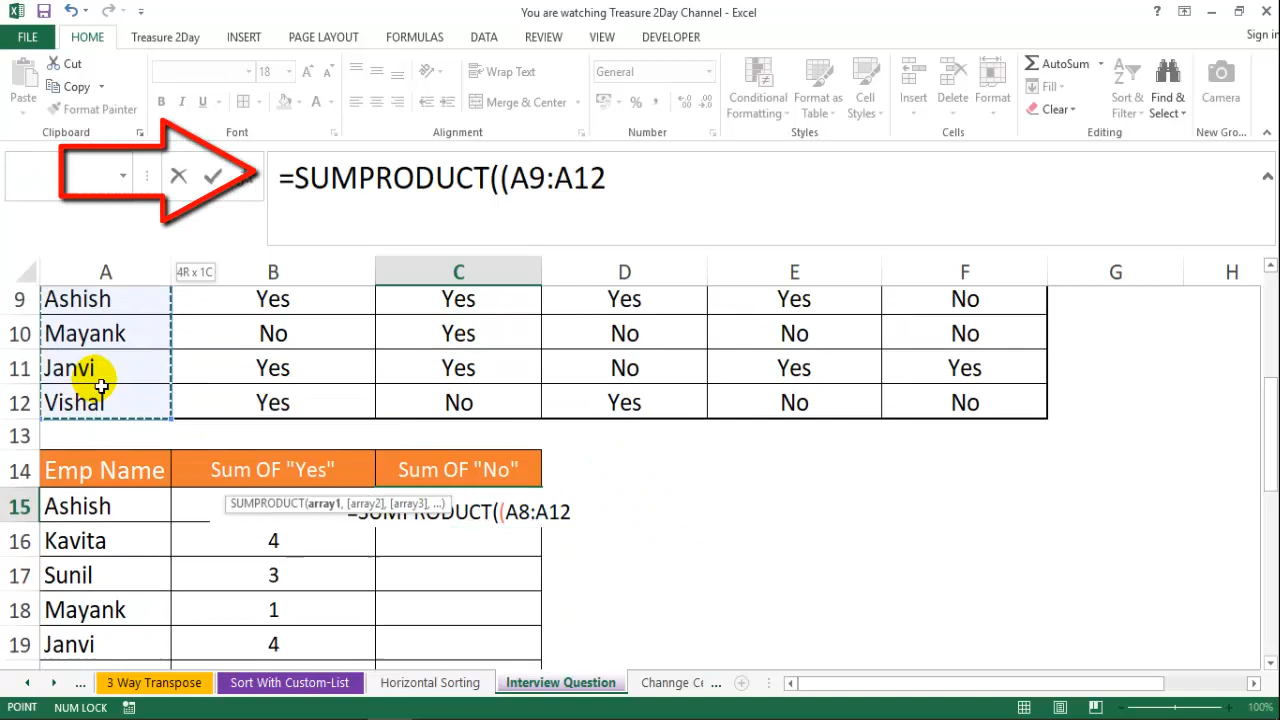 You are watching Treasure 2Day Channel - Excel
Sign in
FILE HOME Treasure 2Day INSERT PAGE LAYOUT FORMULAS DATA REVIEW VIEW DEVELOPER
Paste
Cut
Copy
Format Painter
Clipboard
18
B I U
Font
Wrap Text
Merge & Center
Alignment
General
Number
Conditional Formatting
Format as Table
Cell Styles
Styles
Insert Delete Format
Cells
AutoSum
Fill
Clear
Sort & Filter
Find & Select
Editing
Camera
New Gro...
=SUMPRODUCT((A9:A12
A B C D E F G H
4R x 1C
9 Ashish Yes Yes Yes Yes No
10 Mayank No Yes No No No
11 Janvi Yes Yes No Yes Yes
12 Vishal Yes No Yes No No
13
14 Emp Name Sum OF "Yes" Sum OF "No"
15 Ashish =SUMPRODUCT((A8:A12
SUMPRODUCT(array1, [array2], [array3], ...)
16 Kavita 4
17 Sunil 3
18 Mayank 1
19 Janvi 4
... 3 Way Transpose Sort With Custom-List Horizontal Sorting Interview Question Channge Ce ...
POINT NUM LOCK 100%